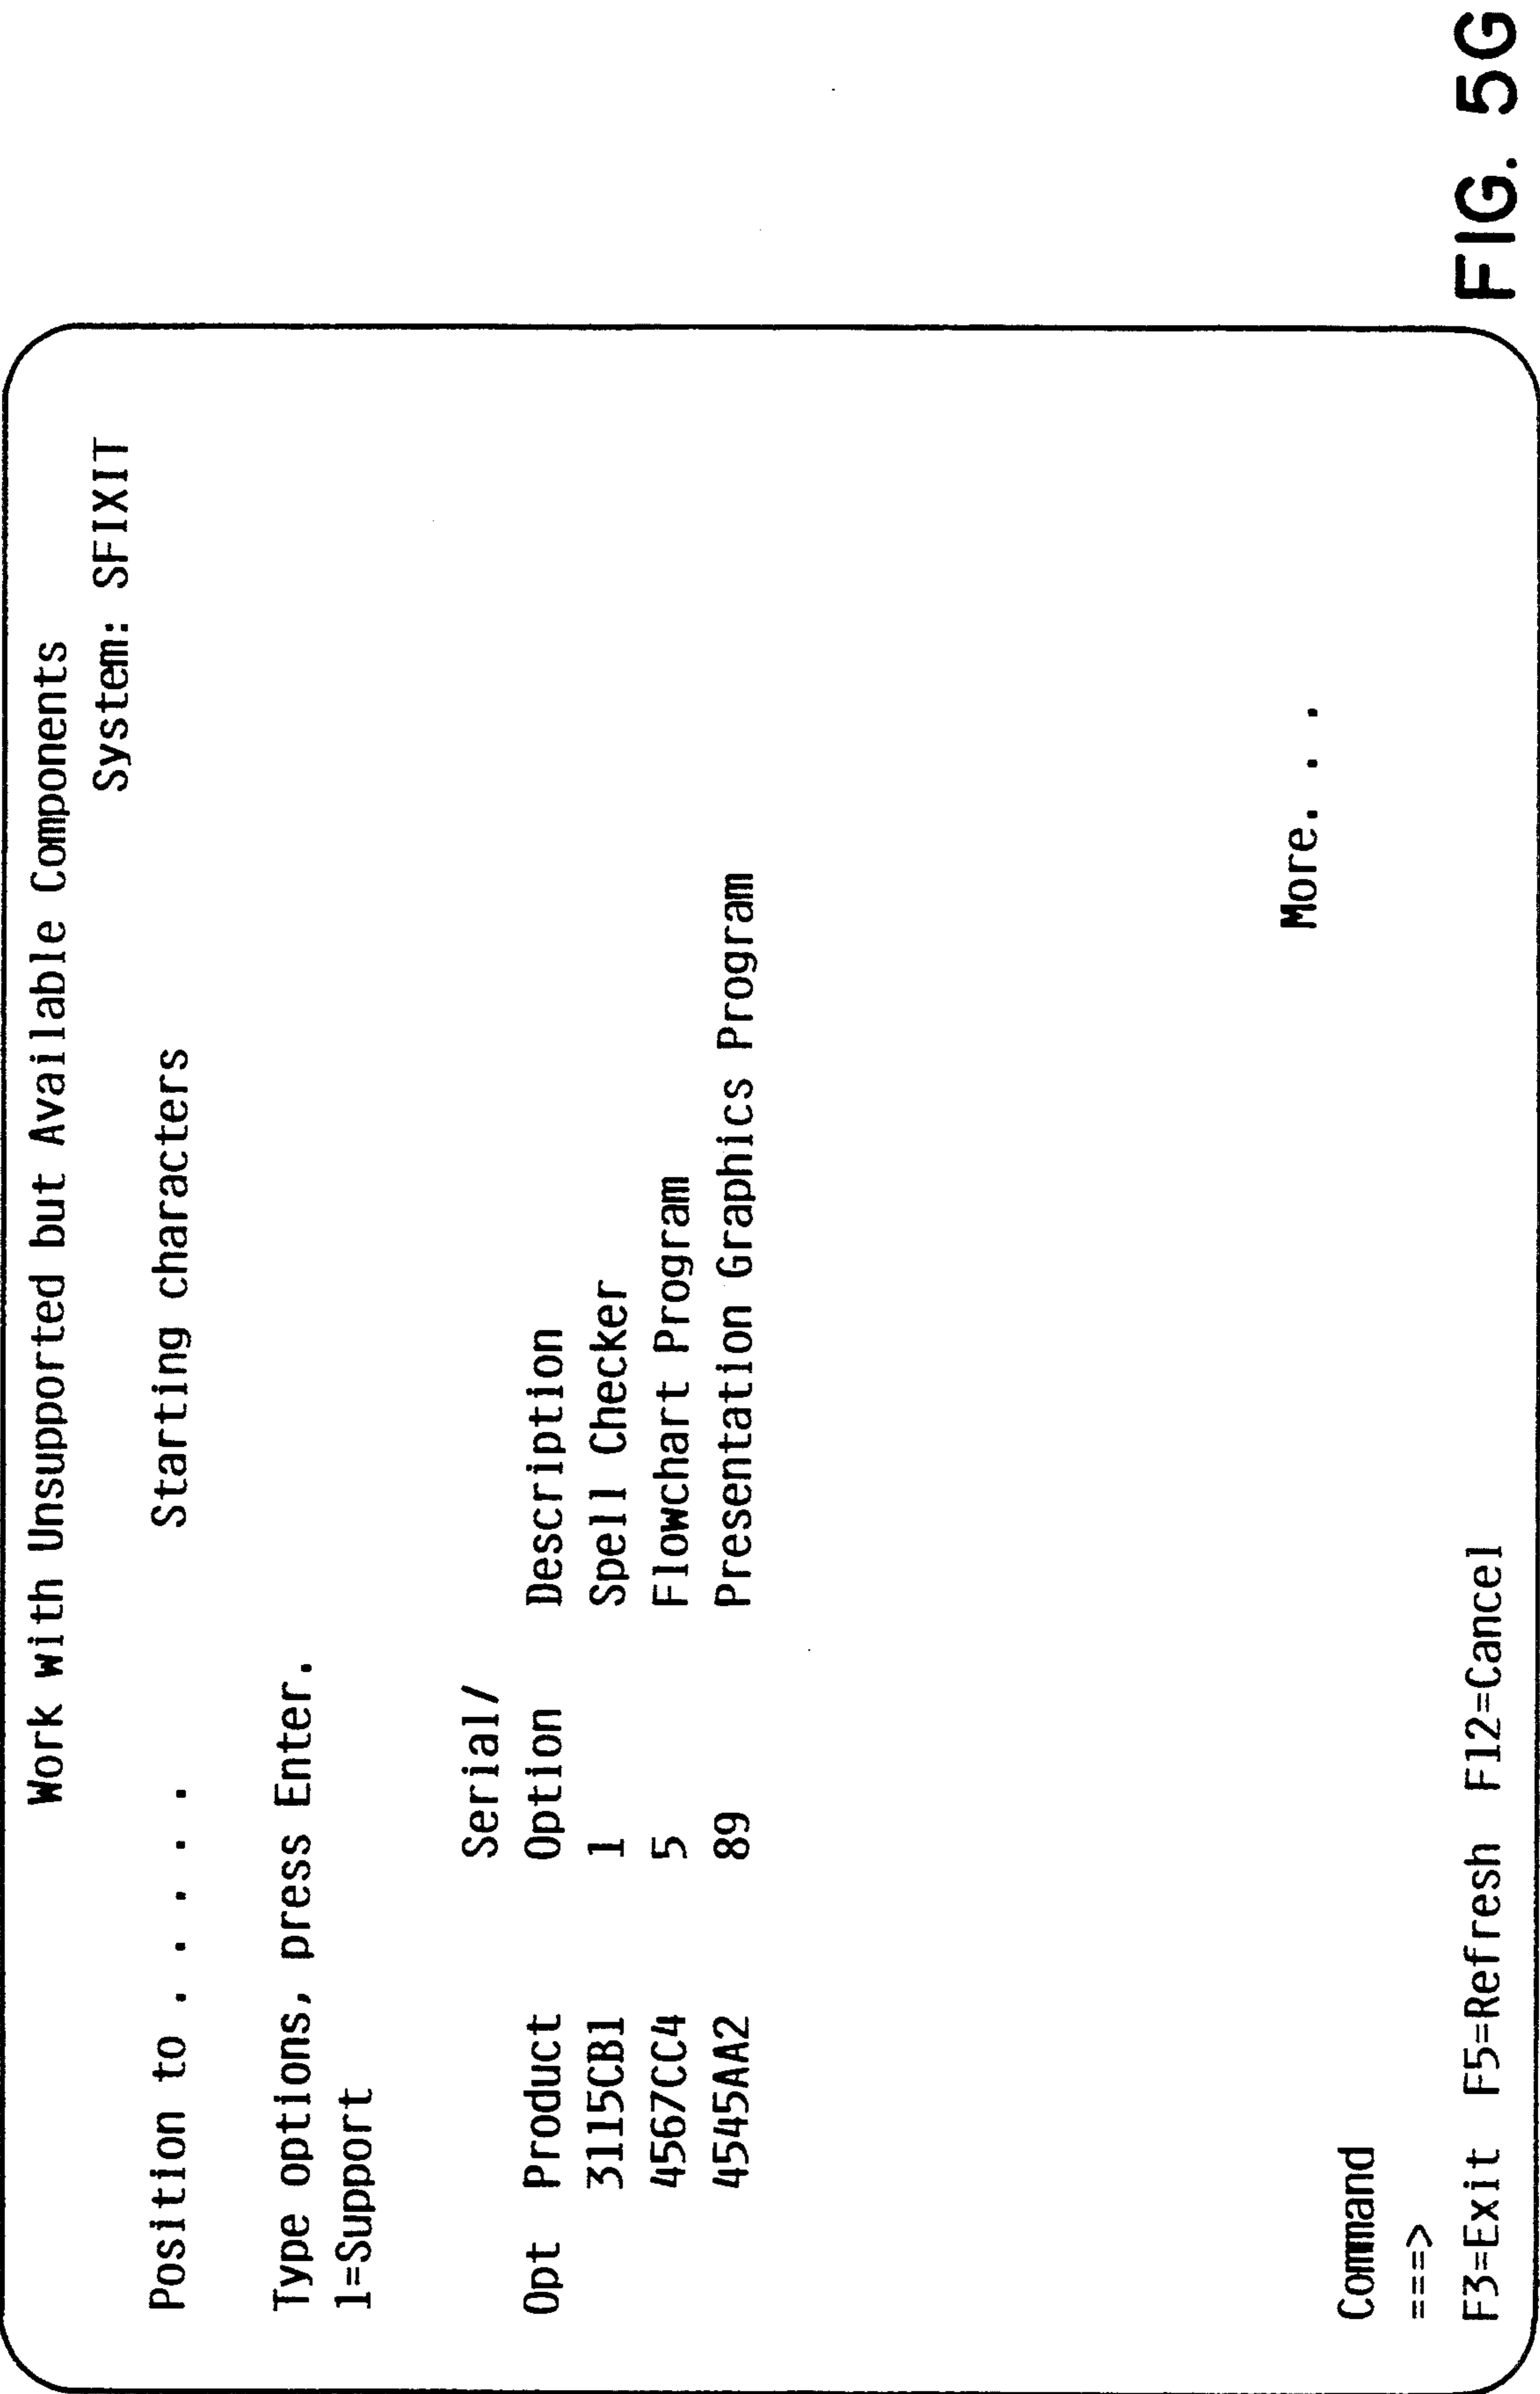 Work with Unsupported but Available Components
System: SFIXIT
Position to . . . . . . Starting characters
Type options, press Enter.
1=Support
Serial/
Opt Product Option Description
3115CB1 1 Spell Checker
4567CC4 5 Flowchart Program
4545AA2 89 Presentation Graphics Program
More. . .
Command
===>
F3=Exit F5=Refresh F12=Cancel
FIG. 5G